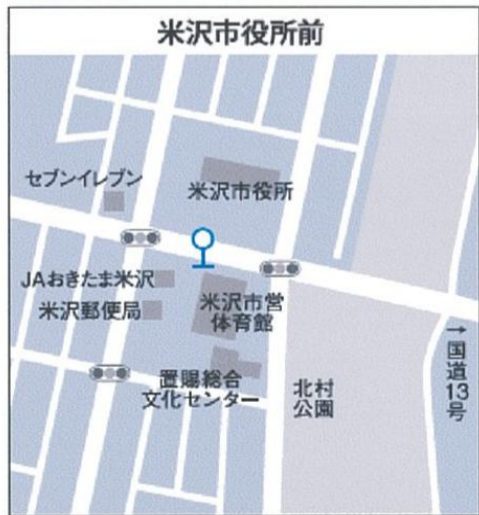 米沢市役所前
セブンイレブン
米沢市役所
JAおきたま米沢
米沢郵便局
米沢市営
体育館
置賜総合
文化センター
北村
公園
→国道13号